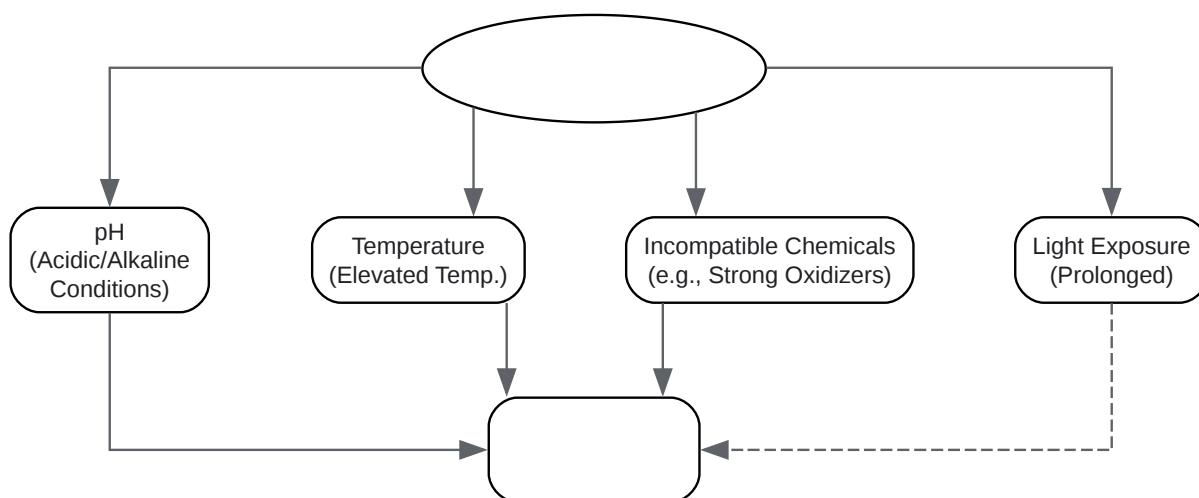 pH
(Acidic/Alkaline
Conditions)
Temperature
(Elevated Temp.)
Incompatible Chemicals
(e.g., Strong Oxidizers)
Light Exposure
(Prolonged)